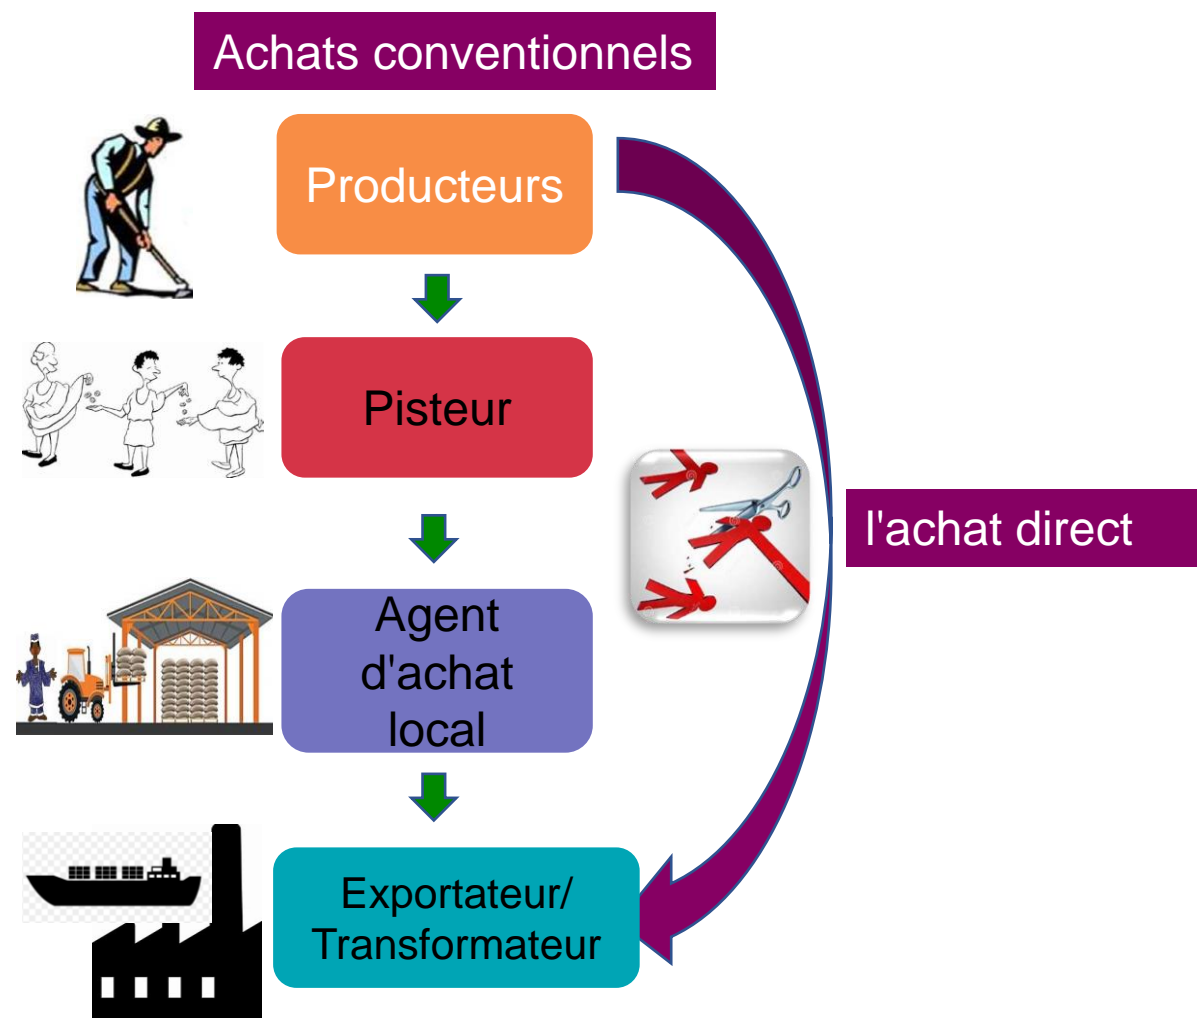 Achats conventionnels
Producteurs
Pisteur
l'achat direct
Agent
d'achat
local
Exportateur/
Transformateur